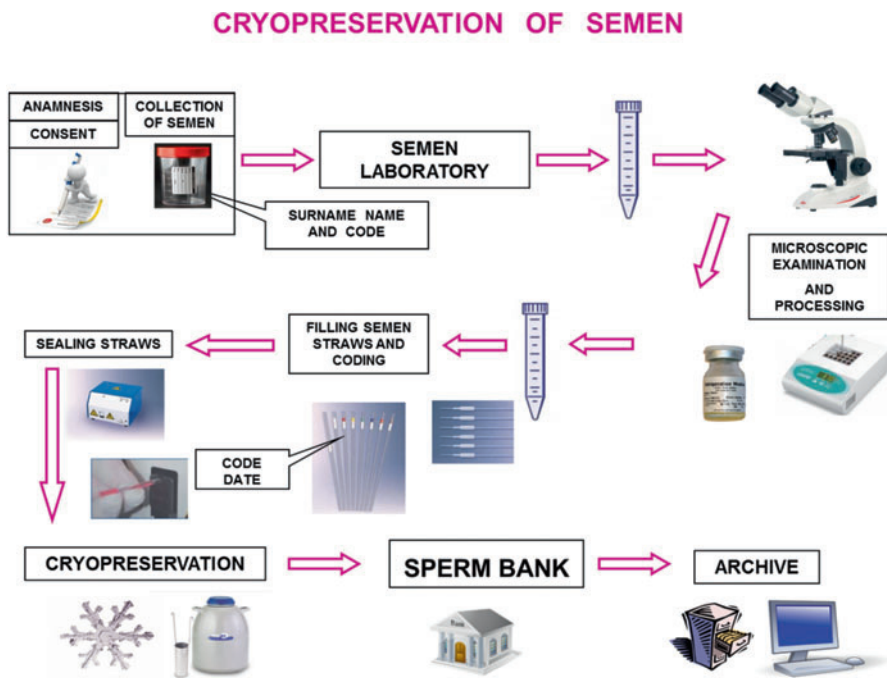 CRYOPRESERVATION OF SEMEN
ANAMNESIS
CONSENT
COLLECTION
OF SEMEN
SEMEN
LABORATORY
SURNAME NAME
AND CODE
MICROSCOPIC
EXAMINATION
AND
PROCESSING
FILLING SEMEN
STRAWS AND
CODING
SEALING STRAWS
CODE
DATE
CRYOPRESERVATION
SPERM BANK
ARCHIVE
Bank